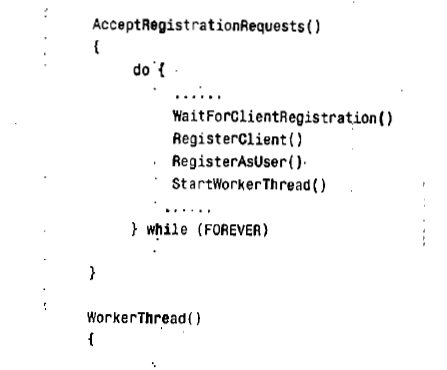 AcceptRegistrationRequests()
{
do {
......
WaitForClientRegistration()
RegisterClient()
RegisterAsUser()
StartWorkerThread()
......
} while (FOREVER)
}
WorkerThread()
{